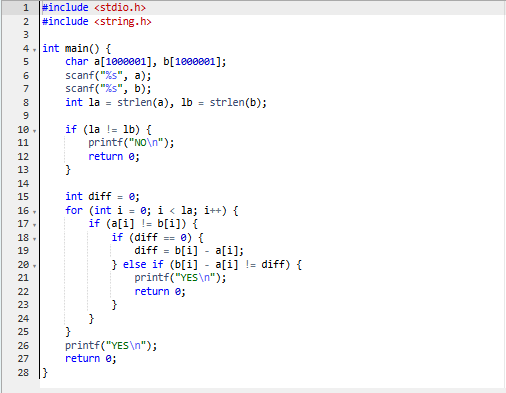 1 #include <stdio.h>
2 #include <string.h>
3
4 int main() {
5     char a[1000001], b[1000001];
6     scanf("%s", a);
7     scanf("%s", b);
8     int la = strlen(a), lb = strlen(b);
9
10     if (la != lb) {
11         printf("NO\n");
12         return 0;
13     }
14
15     int diff = 0;
16     for (int i = 0; i < la; i++) {
17         if (a[i] != b[i]) {
18             if (diff == 0) {
19                 diff = b[i] - a[i];
20             } else if (b[i] - a[i] != diff) {
21                 printf("YES\n");
22                 return 0;
23             }
24         }
25     }
26     printf("YES\n");
27     return 0;
28 }